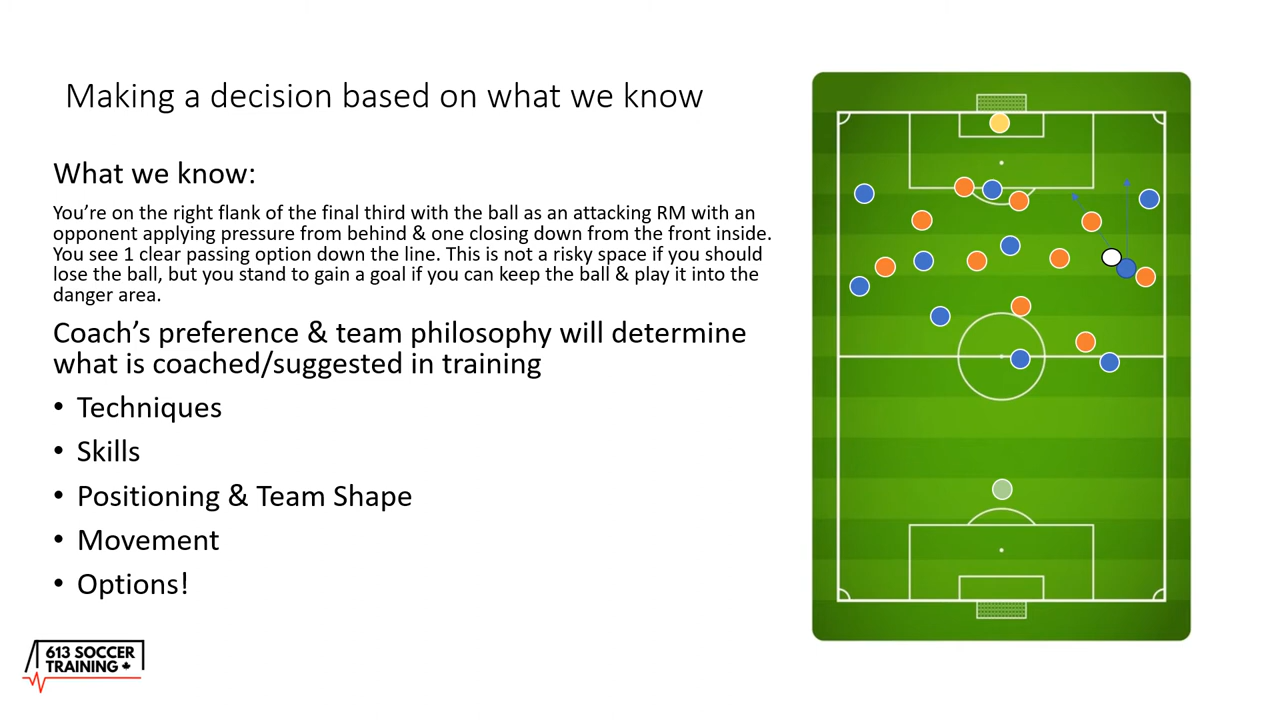 Making a decision based on what we know
What we know:
You’re on the right flank of the final third with the ball as an attacking RM with an
opponent applying pressure from behind & one closing down from the front inside.
You see 1 clear passing option down the line. This is not a risky space if you should
lose the ball, but you stand to gain a goal if you can keep the ball & play it into the
danger area.
Coach’s preference & team philosophy will determine
what is coached/suggested in training
• Techniques
• Skills
• Positioning & Team Shape
• Movement
• Options!
613 SOCCER
TRAINING